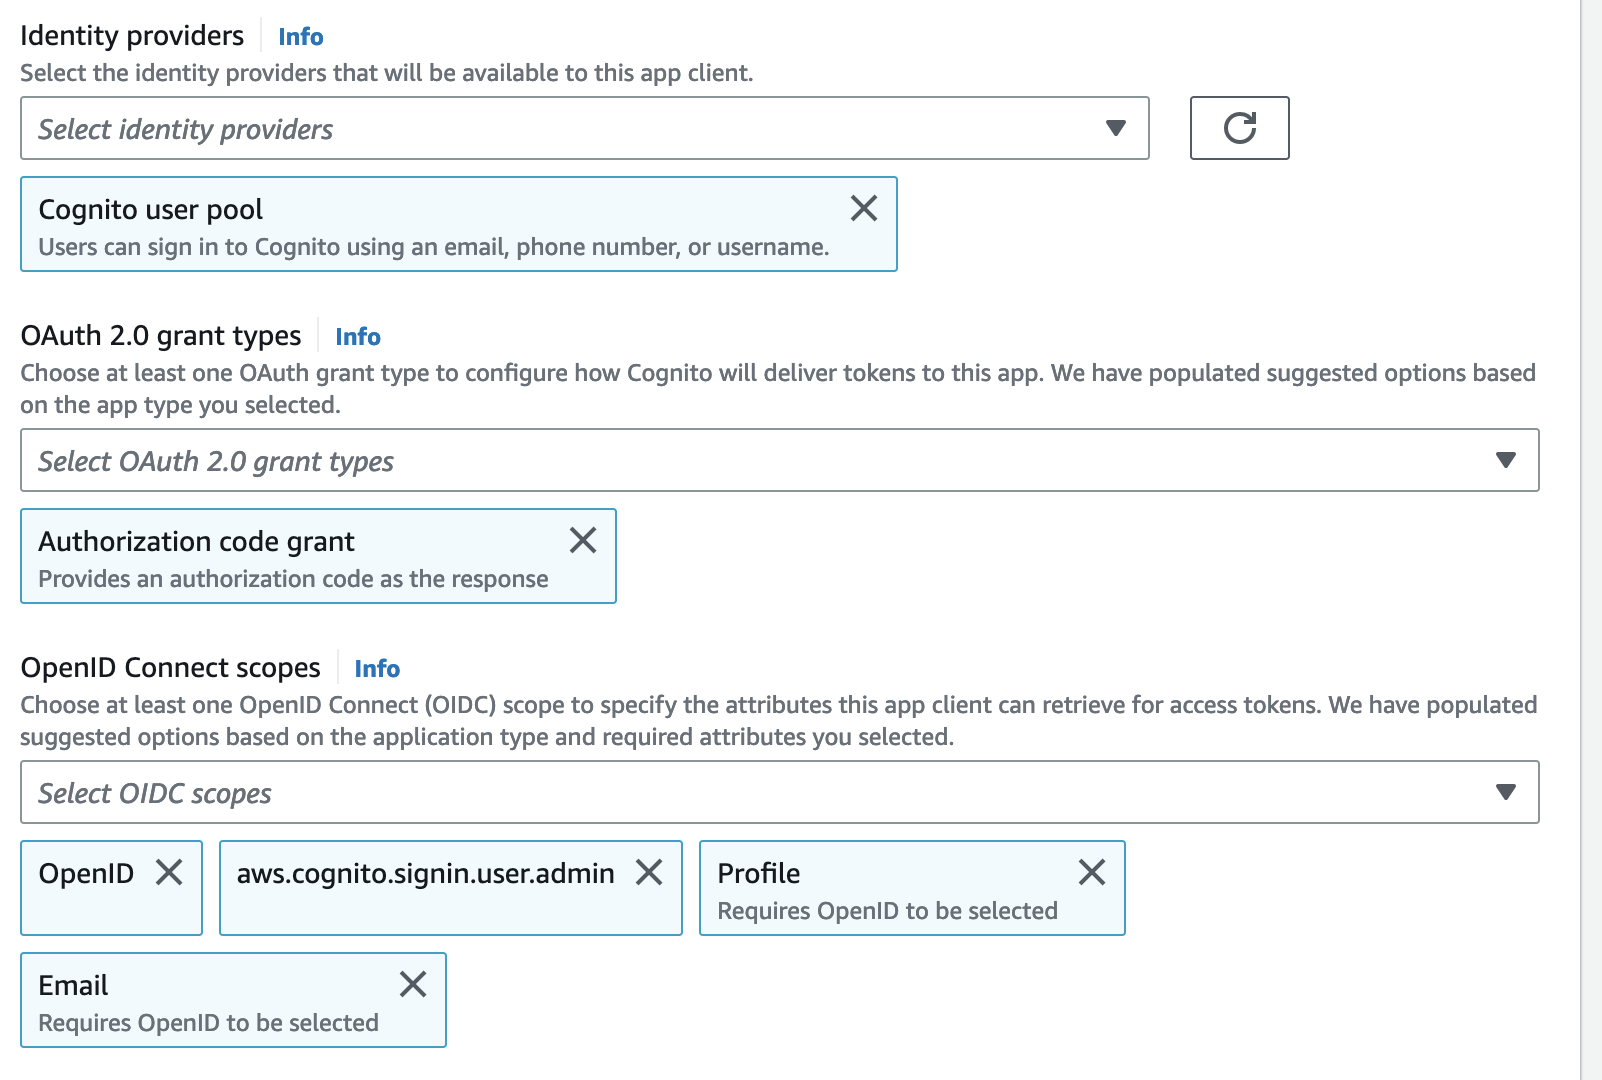 Identity providers Info
Select the identity providers that will be available to this app client.
Select identity providers
Cognito user pool
Users can sign in to Cognito using an email, phone number, or username.
OAuth 2.0 grant types Info
Choose at least one OAuth grant type to configure how Cognito will deliver tokens to this app. We have populated suggested options based
on the app type you selected.
Select OAuth 2.0 grant types
Authorization code grant
Provides an authorization code as the response
OpenID Connect scopes Info
Choose at least one OpenID Connect (OIDC) scope to specify the attributes this app client can retrieve for access tokens. We have populated
suggested options based on the application type and required attributes you selected.
Select OIDC scopes
OpenID aws.cognito.signin.user.admin Profile
Requires OpenID to be selected
Email
Requires OpenID to be selected